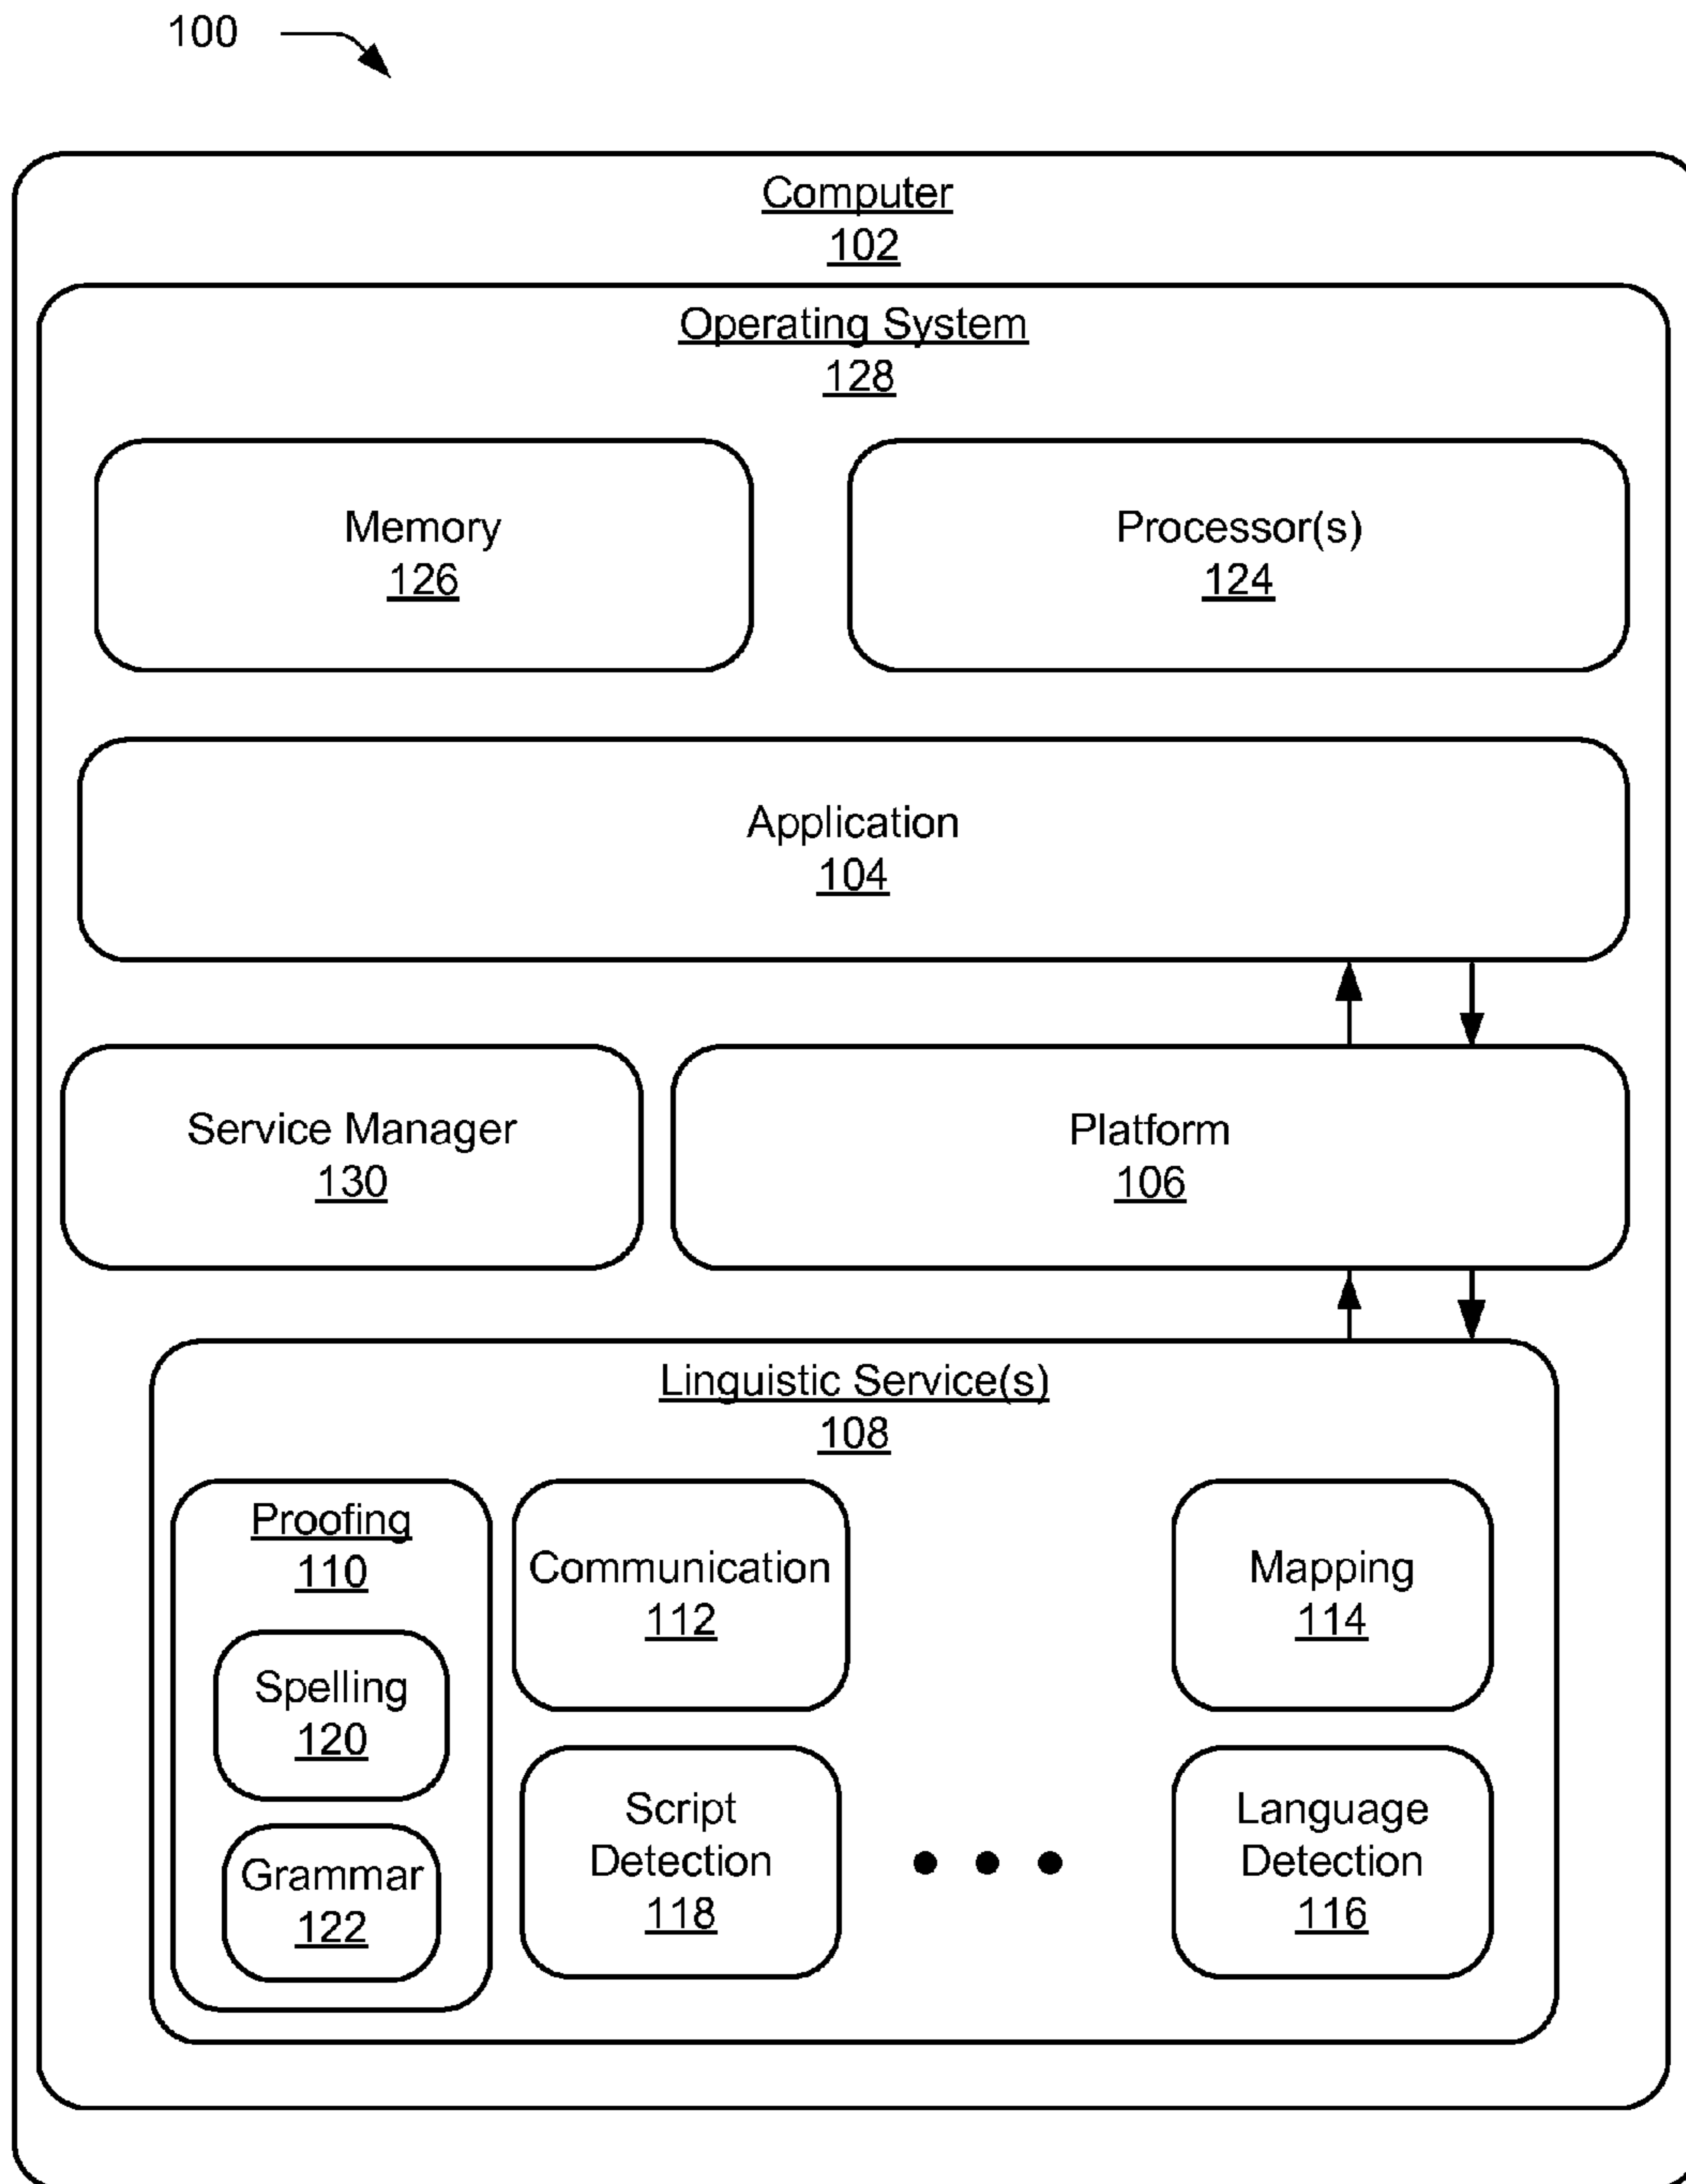 100
Computer
102
Operating System
128
Memory
126
Processor(s)
124
Application
104
Service Manager
130
Platform
106
Linguistic Service(s)
108
Proofing
110
Spelling
120
Grammar
122
Communication
112
Mapping
114
Script
Detection
118
Language
Detection
116